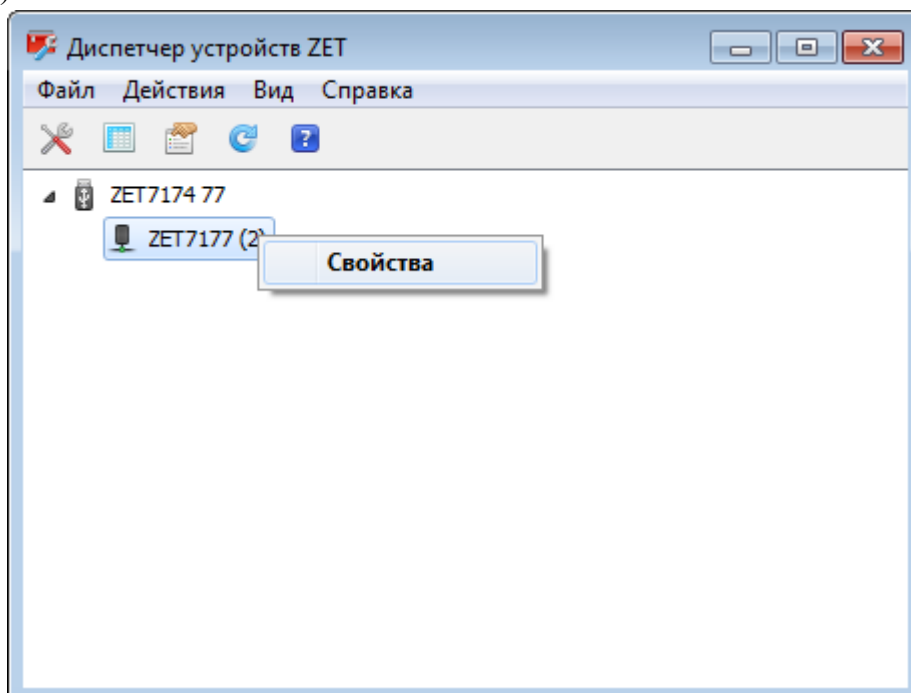 )
Диспетчер устройств ZET
Файл Действия Вид Справка
ZET7174 77
ZET7177 (2)
Свойства